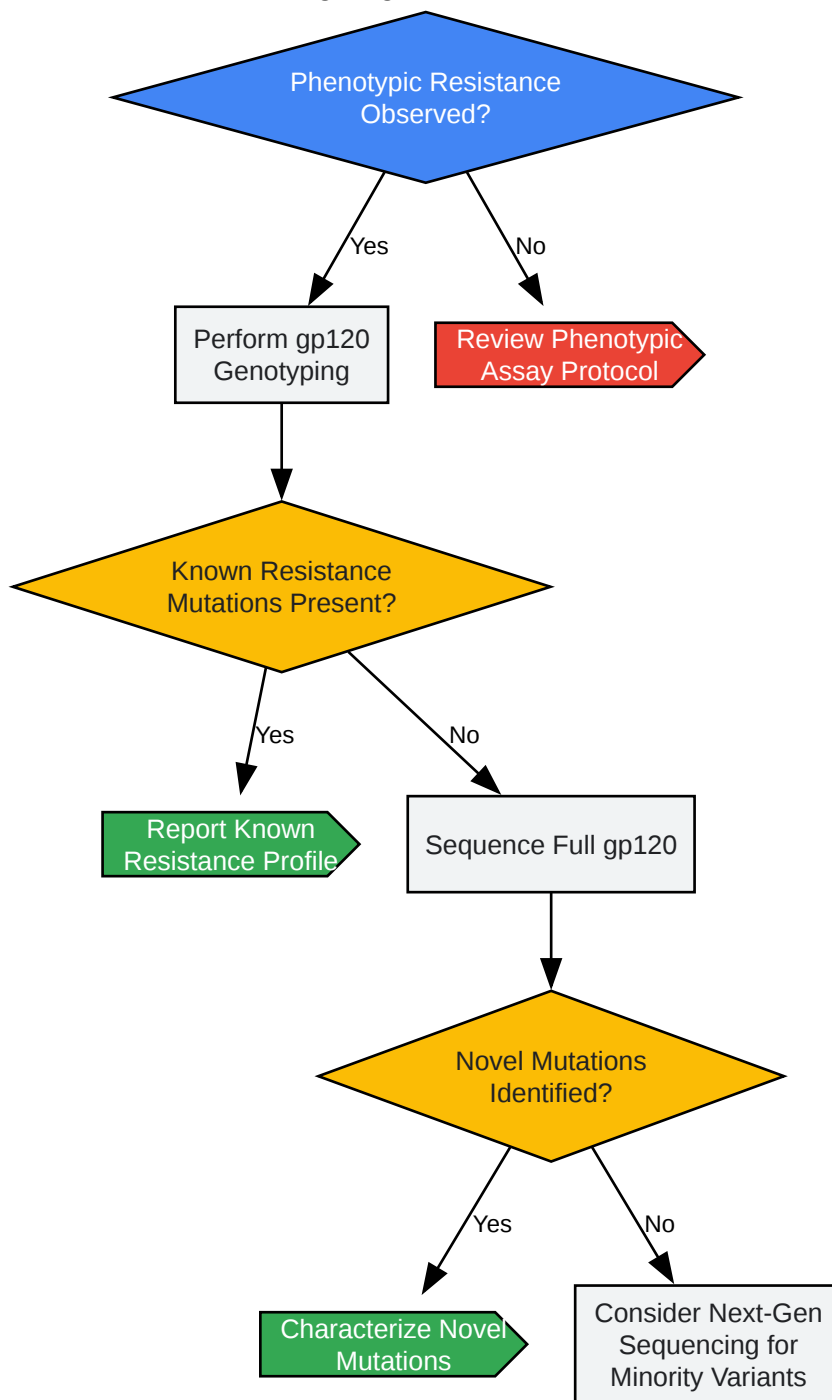 Phenotypic Resistance
Observed?
Yes
No
Perform gp120
Genotyping
Review Phenotypic
Assay Protocol
Known Resistance
Mutations Present?
Yes
No
Report Known
Resistance Profile
Sequence Full gp120
Novel Mutations
Identified?
Yes
No
Characterize Novel
Mutations
Consider Next-Gen
Sequencing for
Minority Variants